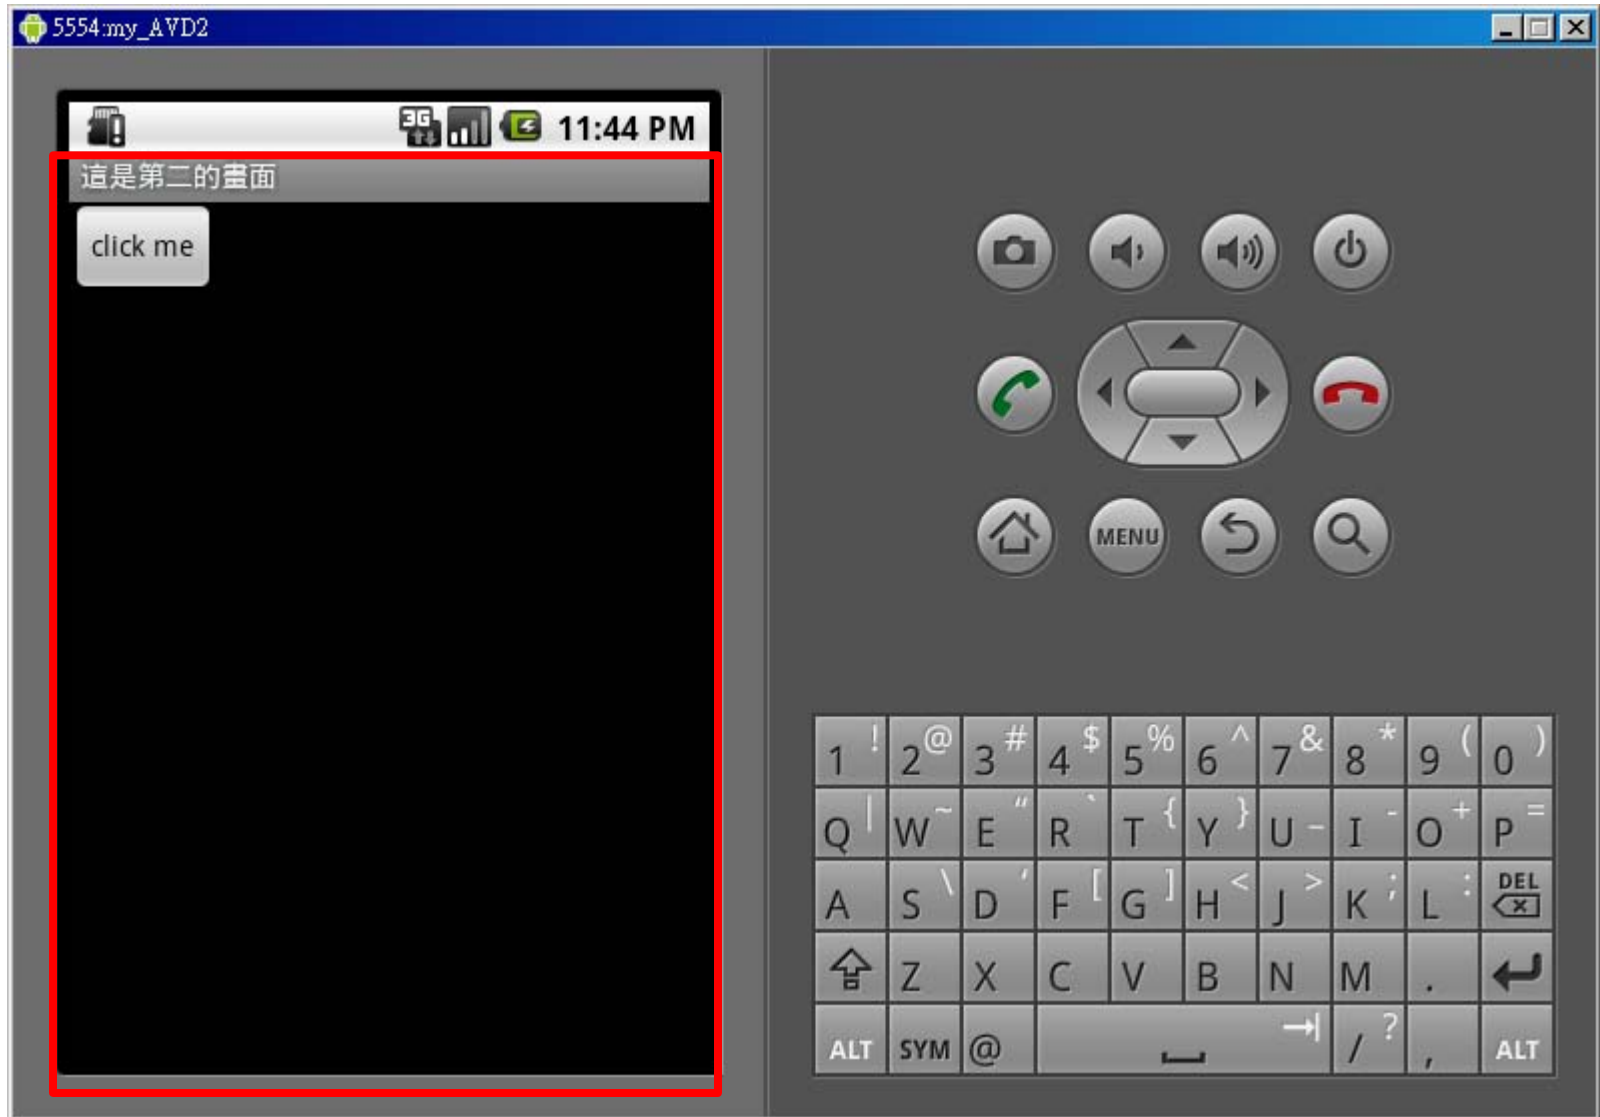 5554:my_AVD2
3G 11:44 PM
這是第二的畫面
click me
MENU
1 ! 2 @ 3 # 4 $ 5 % 6 ^ 7 & 8 * 9 ( 0 )
Q | W ~ E " R ` T { Y } U _ I - O + P =
A S \ D ' F [ G ] H < J > K ; L : DEL
Z X C V B N M .
ALT SYM @ / ? , ALT